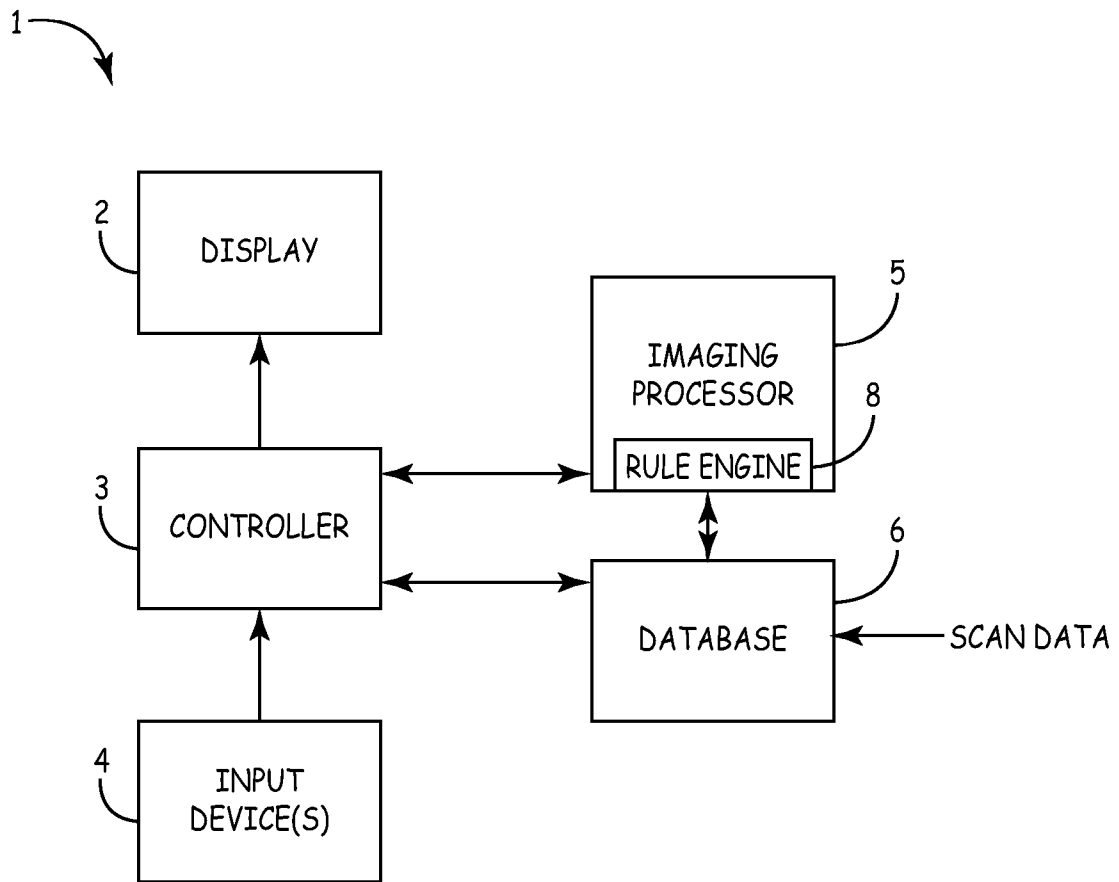 1
2
DISPLAY
5
IMAGING
PROCESSOR
8
RULE ENGINE
3
CONTROLLER
6
DATABASE
SCAN DATA
4
INPUT
DEVICE(S)